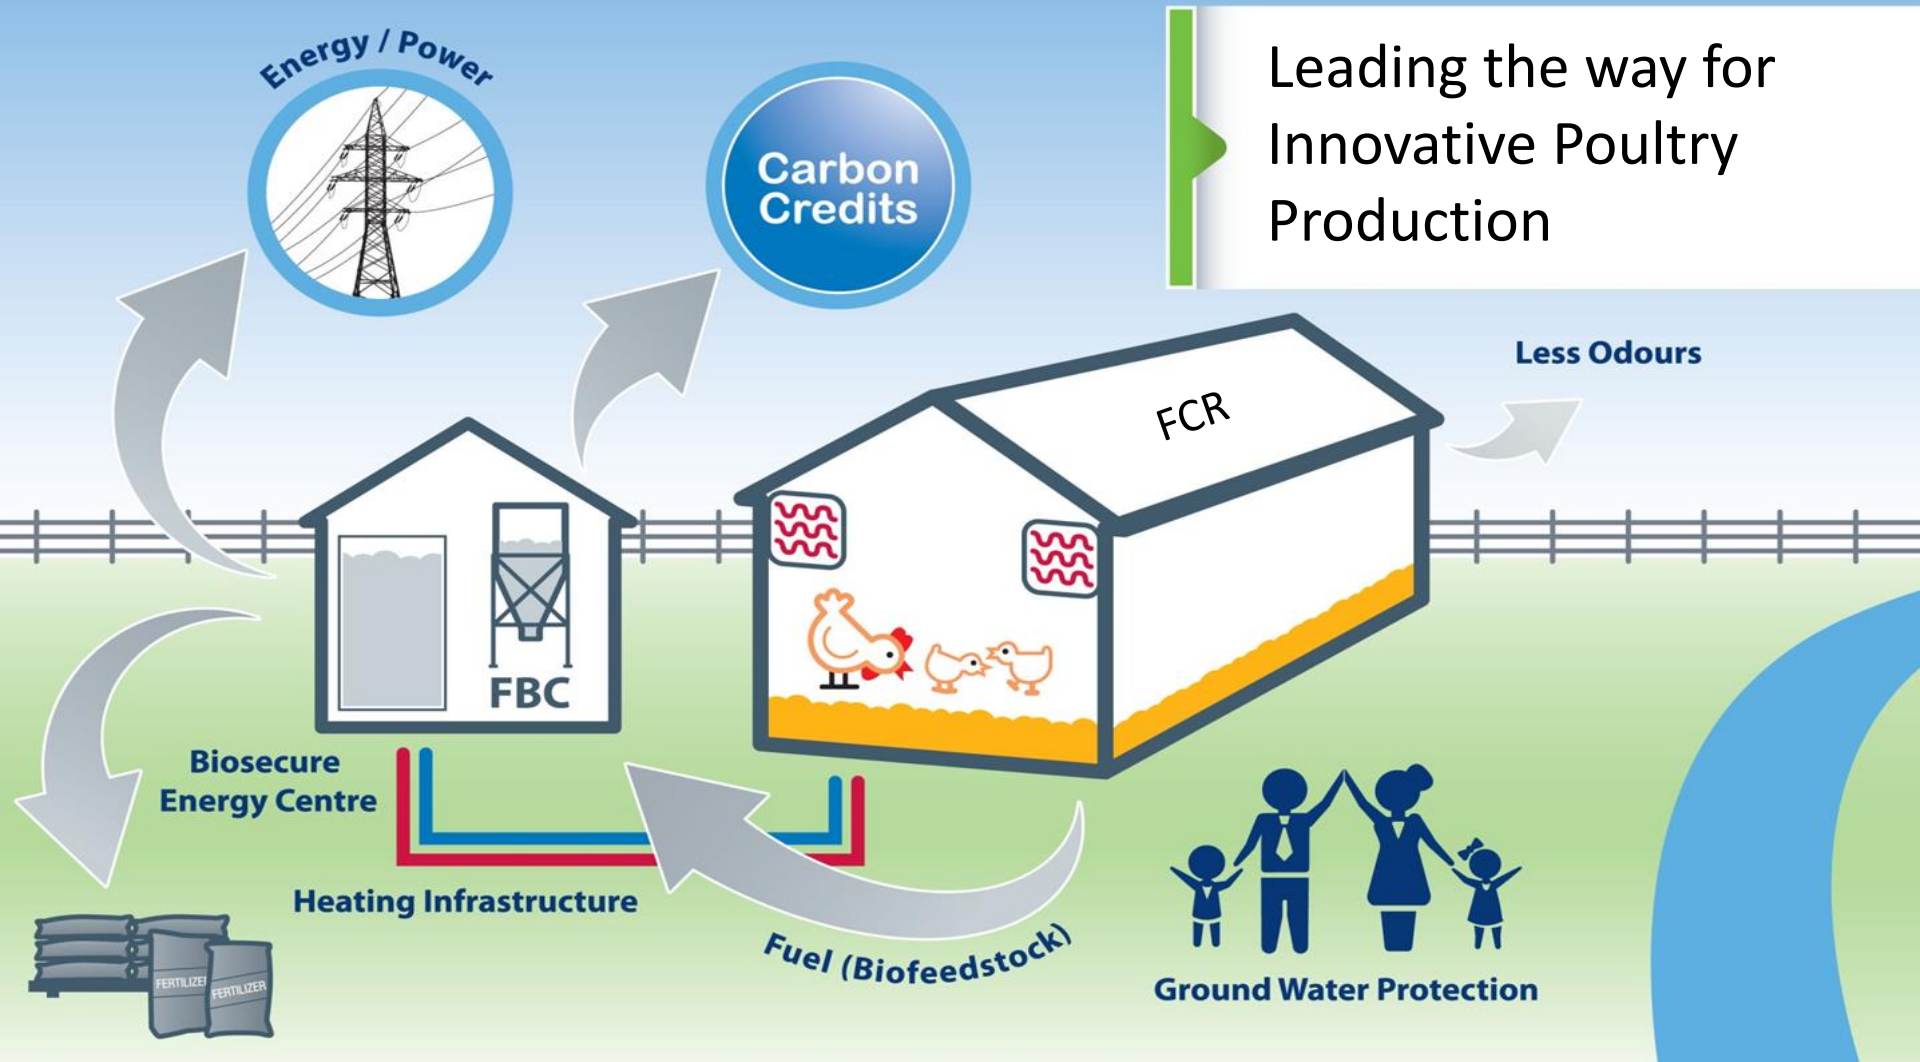 Energy / Power
Carbon
Credits
Leading the way for
Innovative Poultry
Production
Less Odours
FCR
FBC
Biosecure
Energy Centre
Heating Infrastructure
Fuel (Biofeedstock)
FERTILIZER
FERTILIZER
Ground Water Protection